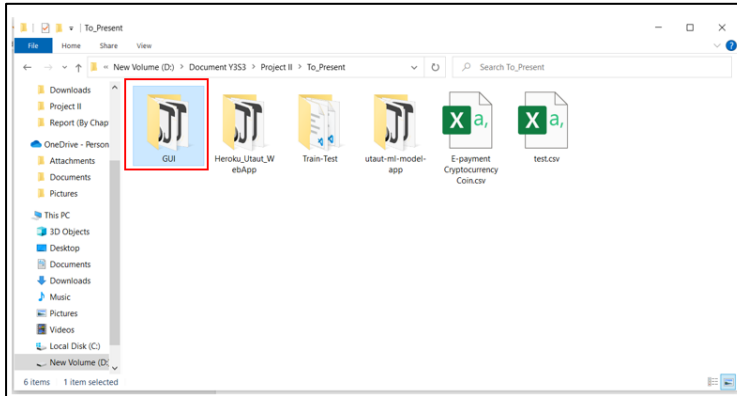 To_Present
File Home Share View
New Volume (D:) > Document Y3S3 > Project II > To_Present
Search To_Present
Downloads
Project II
Report (By Chap
OneDrive - Person
Attachments
Documents
Pictures
This PC
3D Objects
Desktop
Documents
Downloads
Music
Pictures
Videos
Local Disk (C:)
New Volume (D:
GUI
Heroku_Utaut_W
ebApp
Train-Test
utaut-ml-model-
app
X a,
E-payment
Cryptocurrency
Coin.csv
X a,
test.csv
6 items 1 item selected